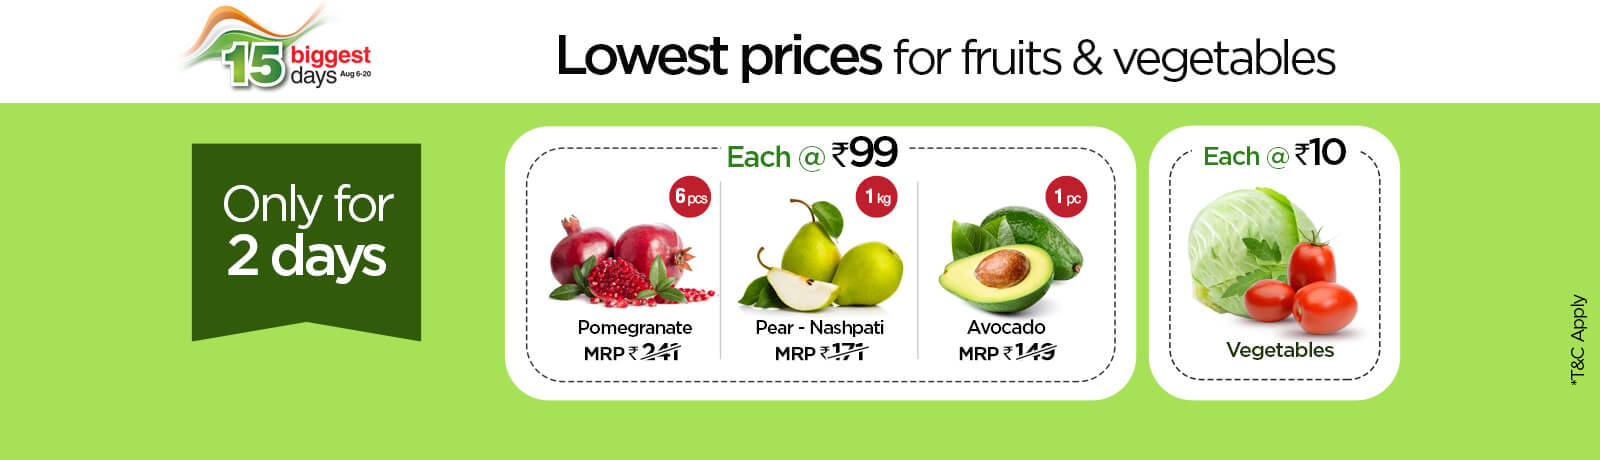 15 biggest
days Aug 6-20
Lowest prices for fruits & vegetables
Only for
2 days
Each @ ₹99
6 pcs
Pomegranate
MRP ₹ 241
1 kg
Pear - Nashpati
MRP ₹ 171
1 pc
Avocado
MRP ₹ 149
Each @ ₹10
Vegetables
*T&C Apply